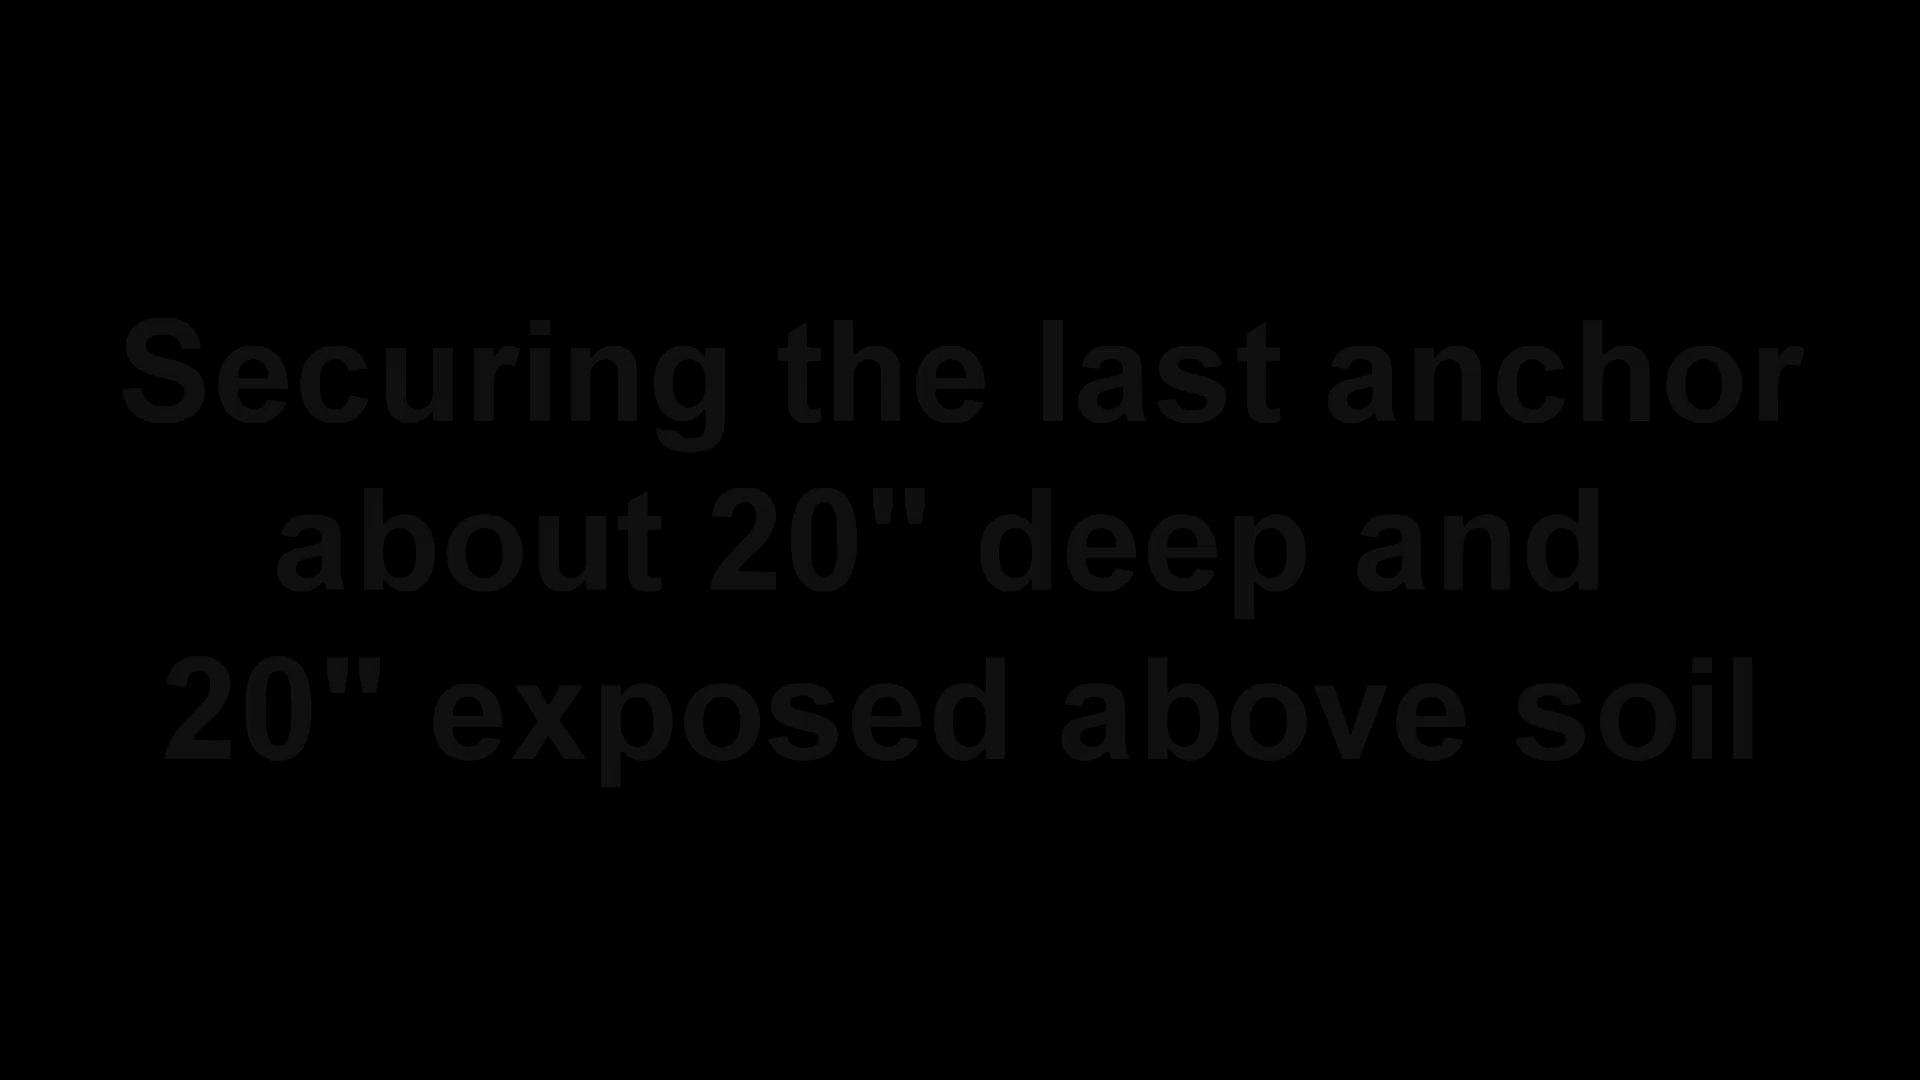 Securing the last anchor
about 20" deep and
20" exposed above soil